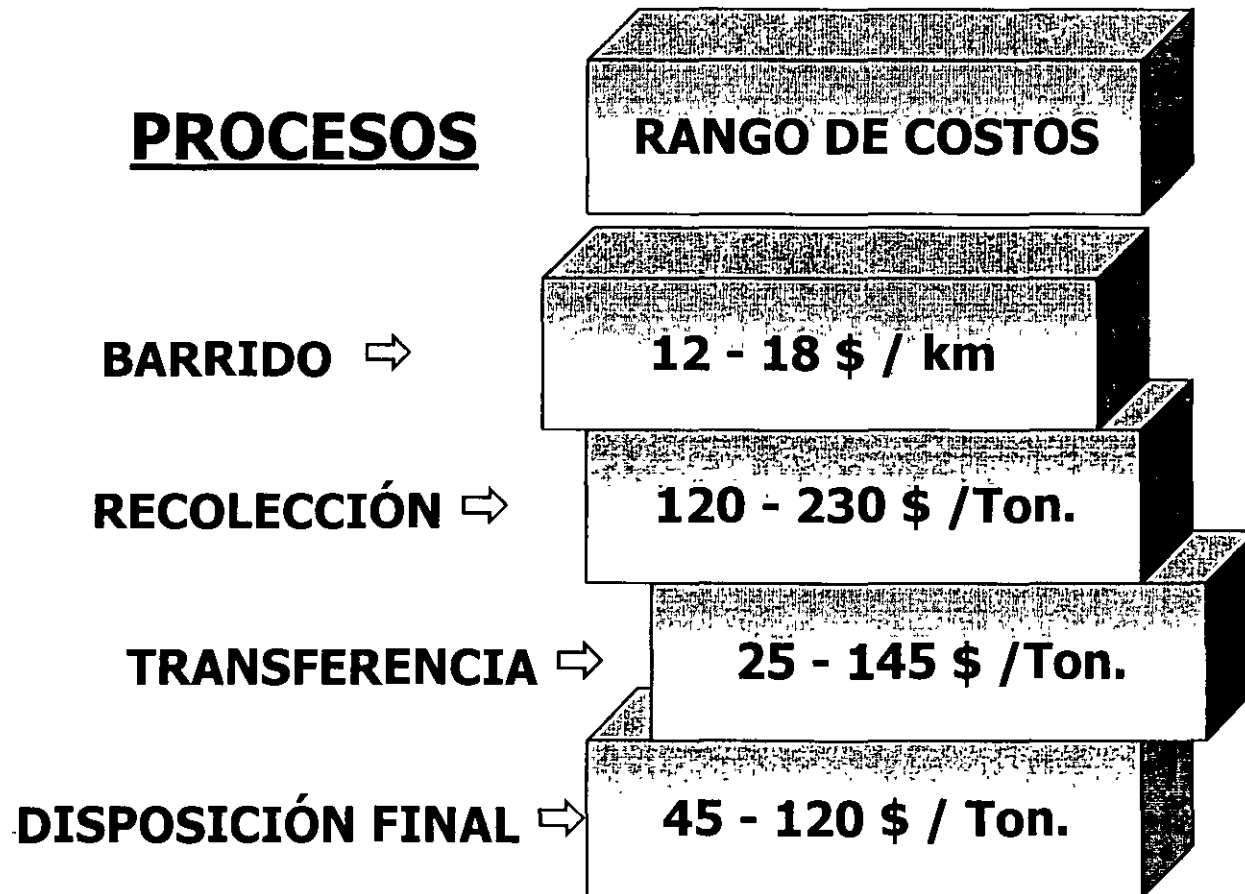 PROCESOS
RANGO DE COSTOS
BARRIDO
12 - 18 $ / km
RECOLECCIÓN
120 - 230 $ /Ton.
TRANSFERENCIA
25 - 145 $ /Ton.
DISPOSICIÓN FINAL
45 - 120 $ / Ton.